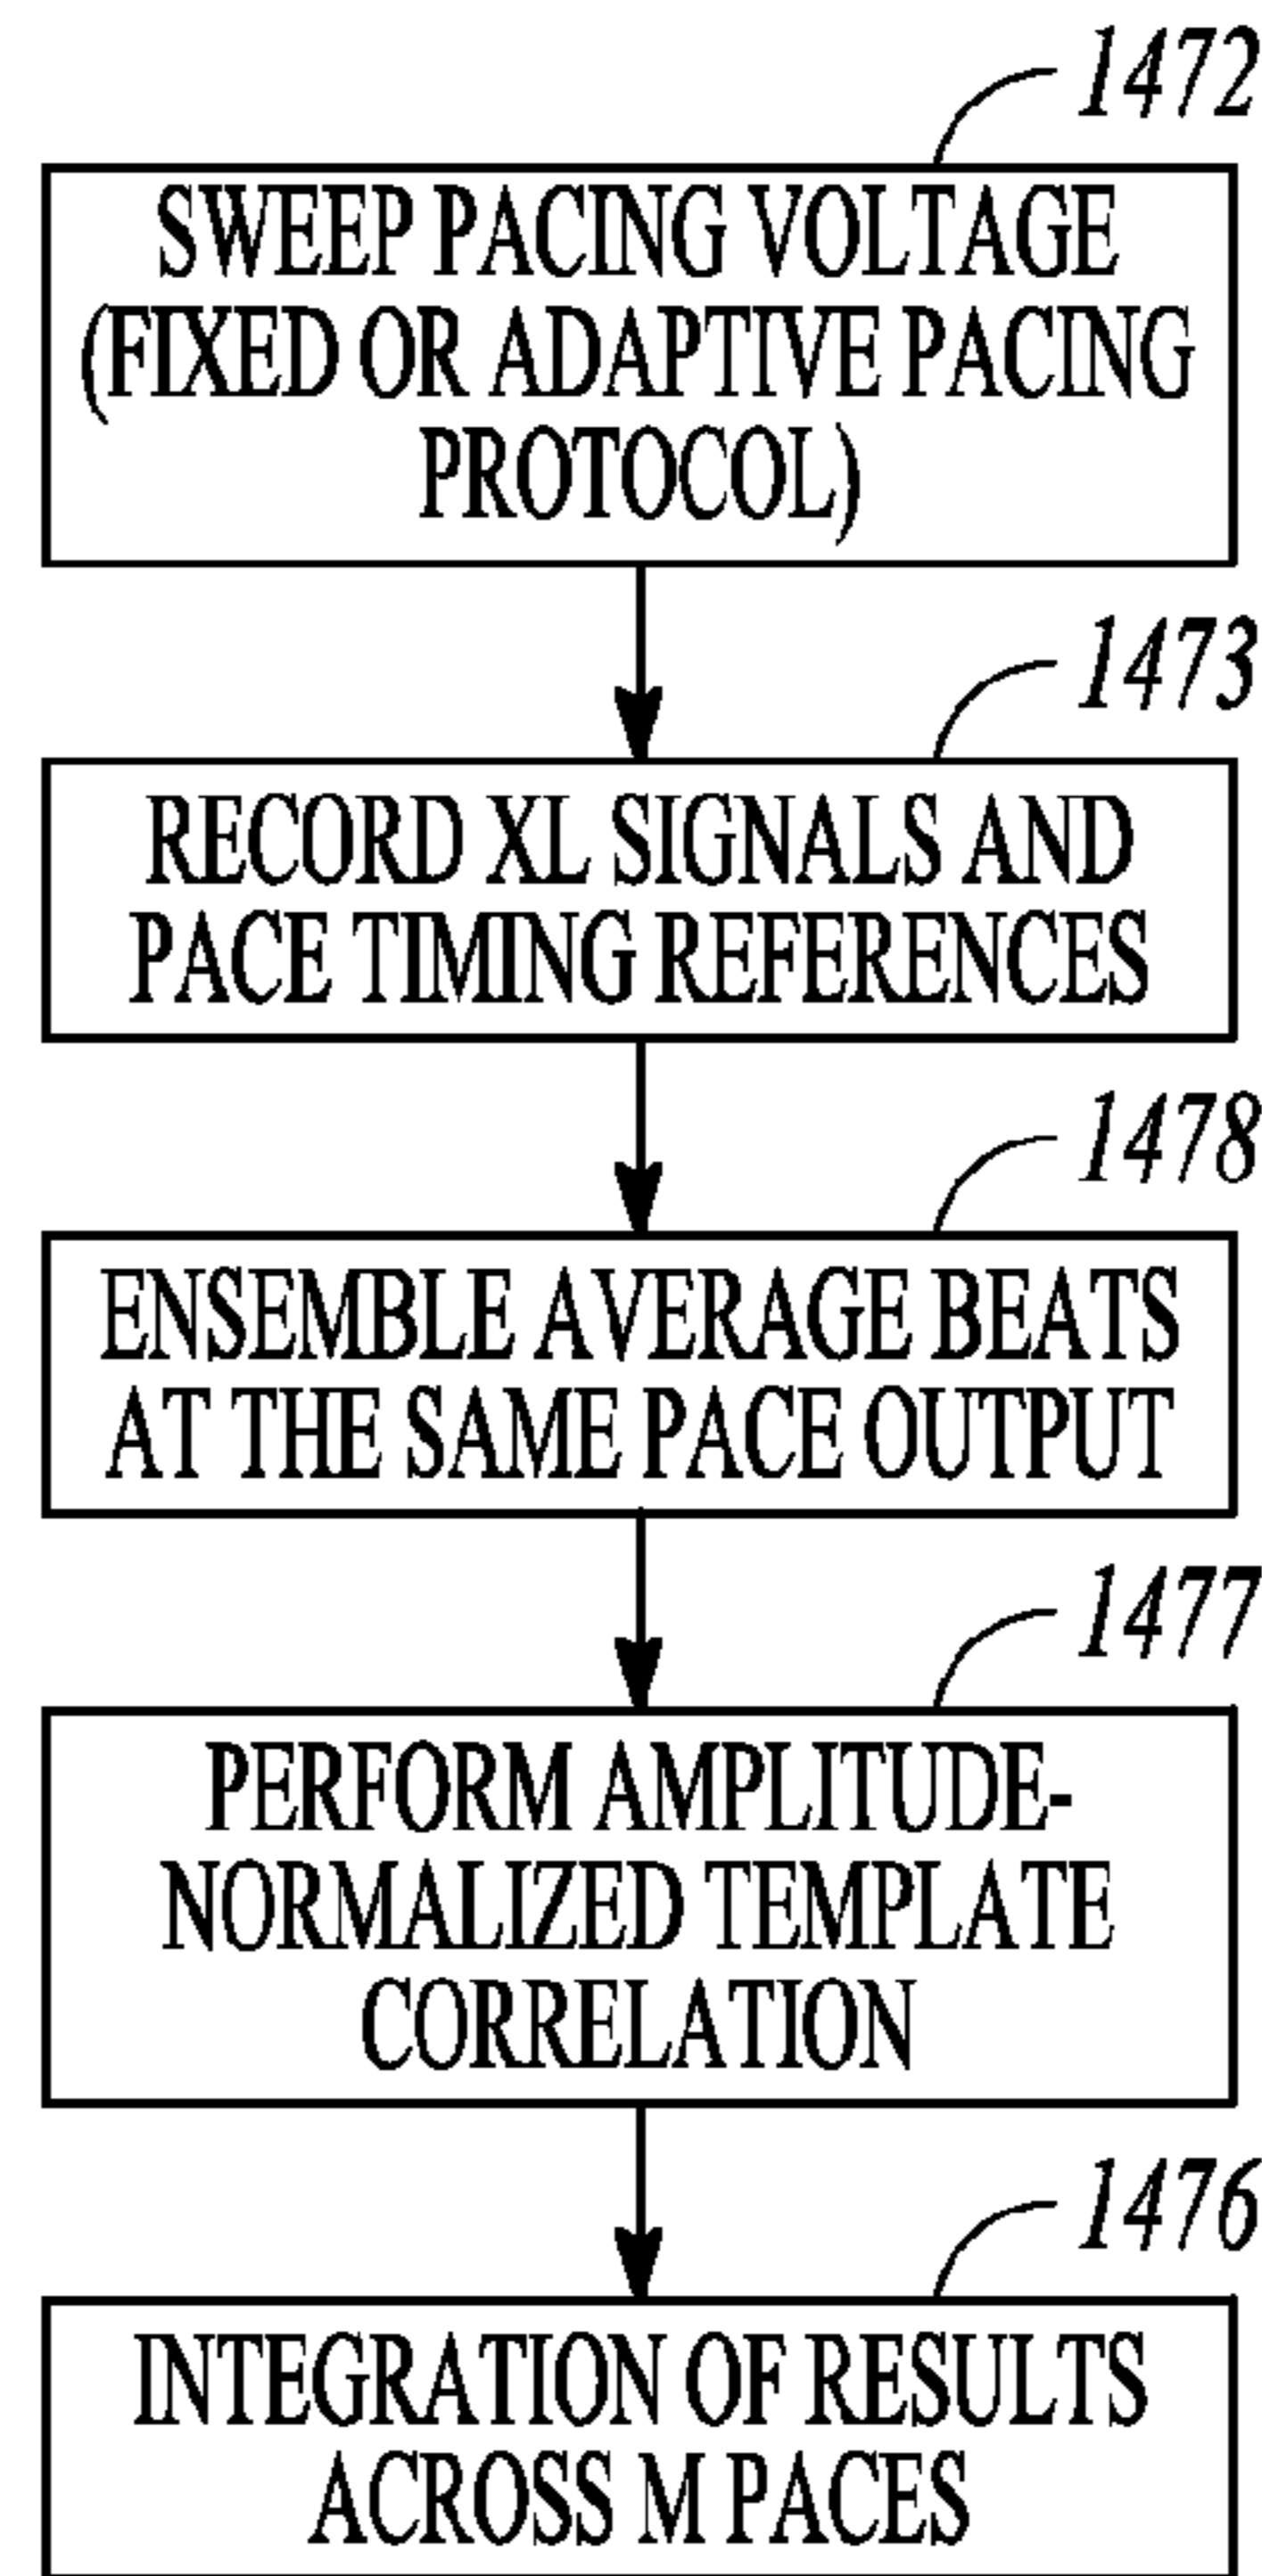 1472
SWEEP PACING VOLTAGE
(FIXED OR ADAPTIVE PACING
PROTOCOL)
1473
RECORD XL SIGNALS AND
PACE TIMING REFERENCES
1478
ENSEMBLE AVERAGE BEATS
AT THE SAME PACE OUTPUT
1477
PERFORM AMPLITUDE-
NORMALIZED TEMPLATE
CORRELATION
1476
INTEGRATION OF RESULTS
ACROSS M PACES